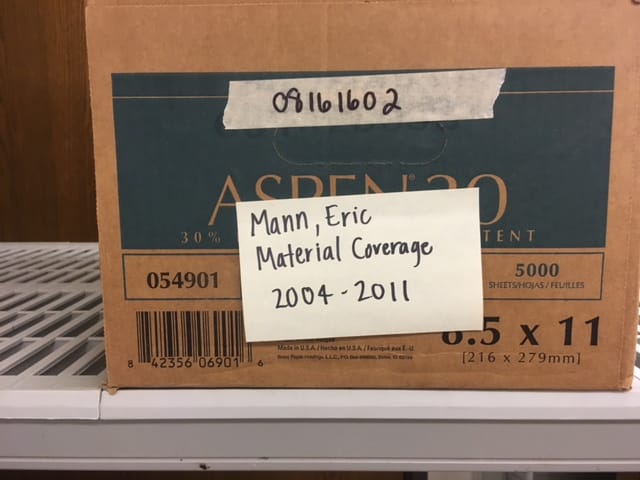 08161602
ASPEN 30
30%
TENT
Mann, Eric
Material Coverage
2004-2011
054901
5000
SHEETS/HOJAS/FEUILLES
8.5 x 11
[216 x 279mm]
8 42356 06901 6
Made in U.S.A. / Hecho en U.S.A. / Fabriqué aux É.-U.